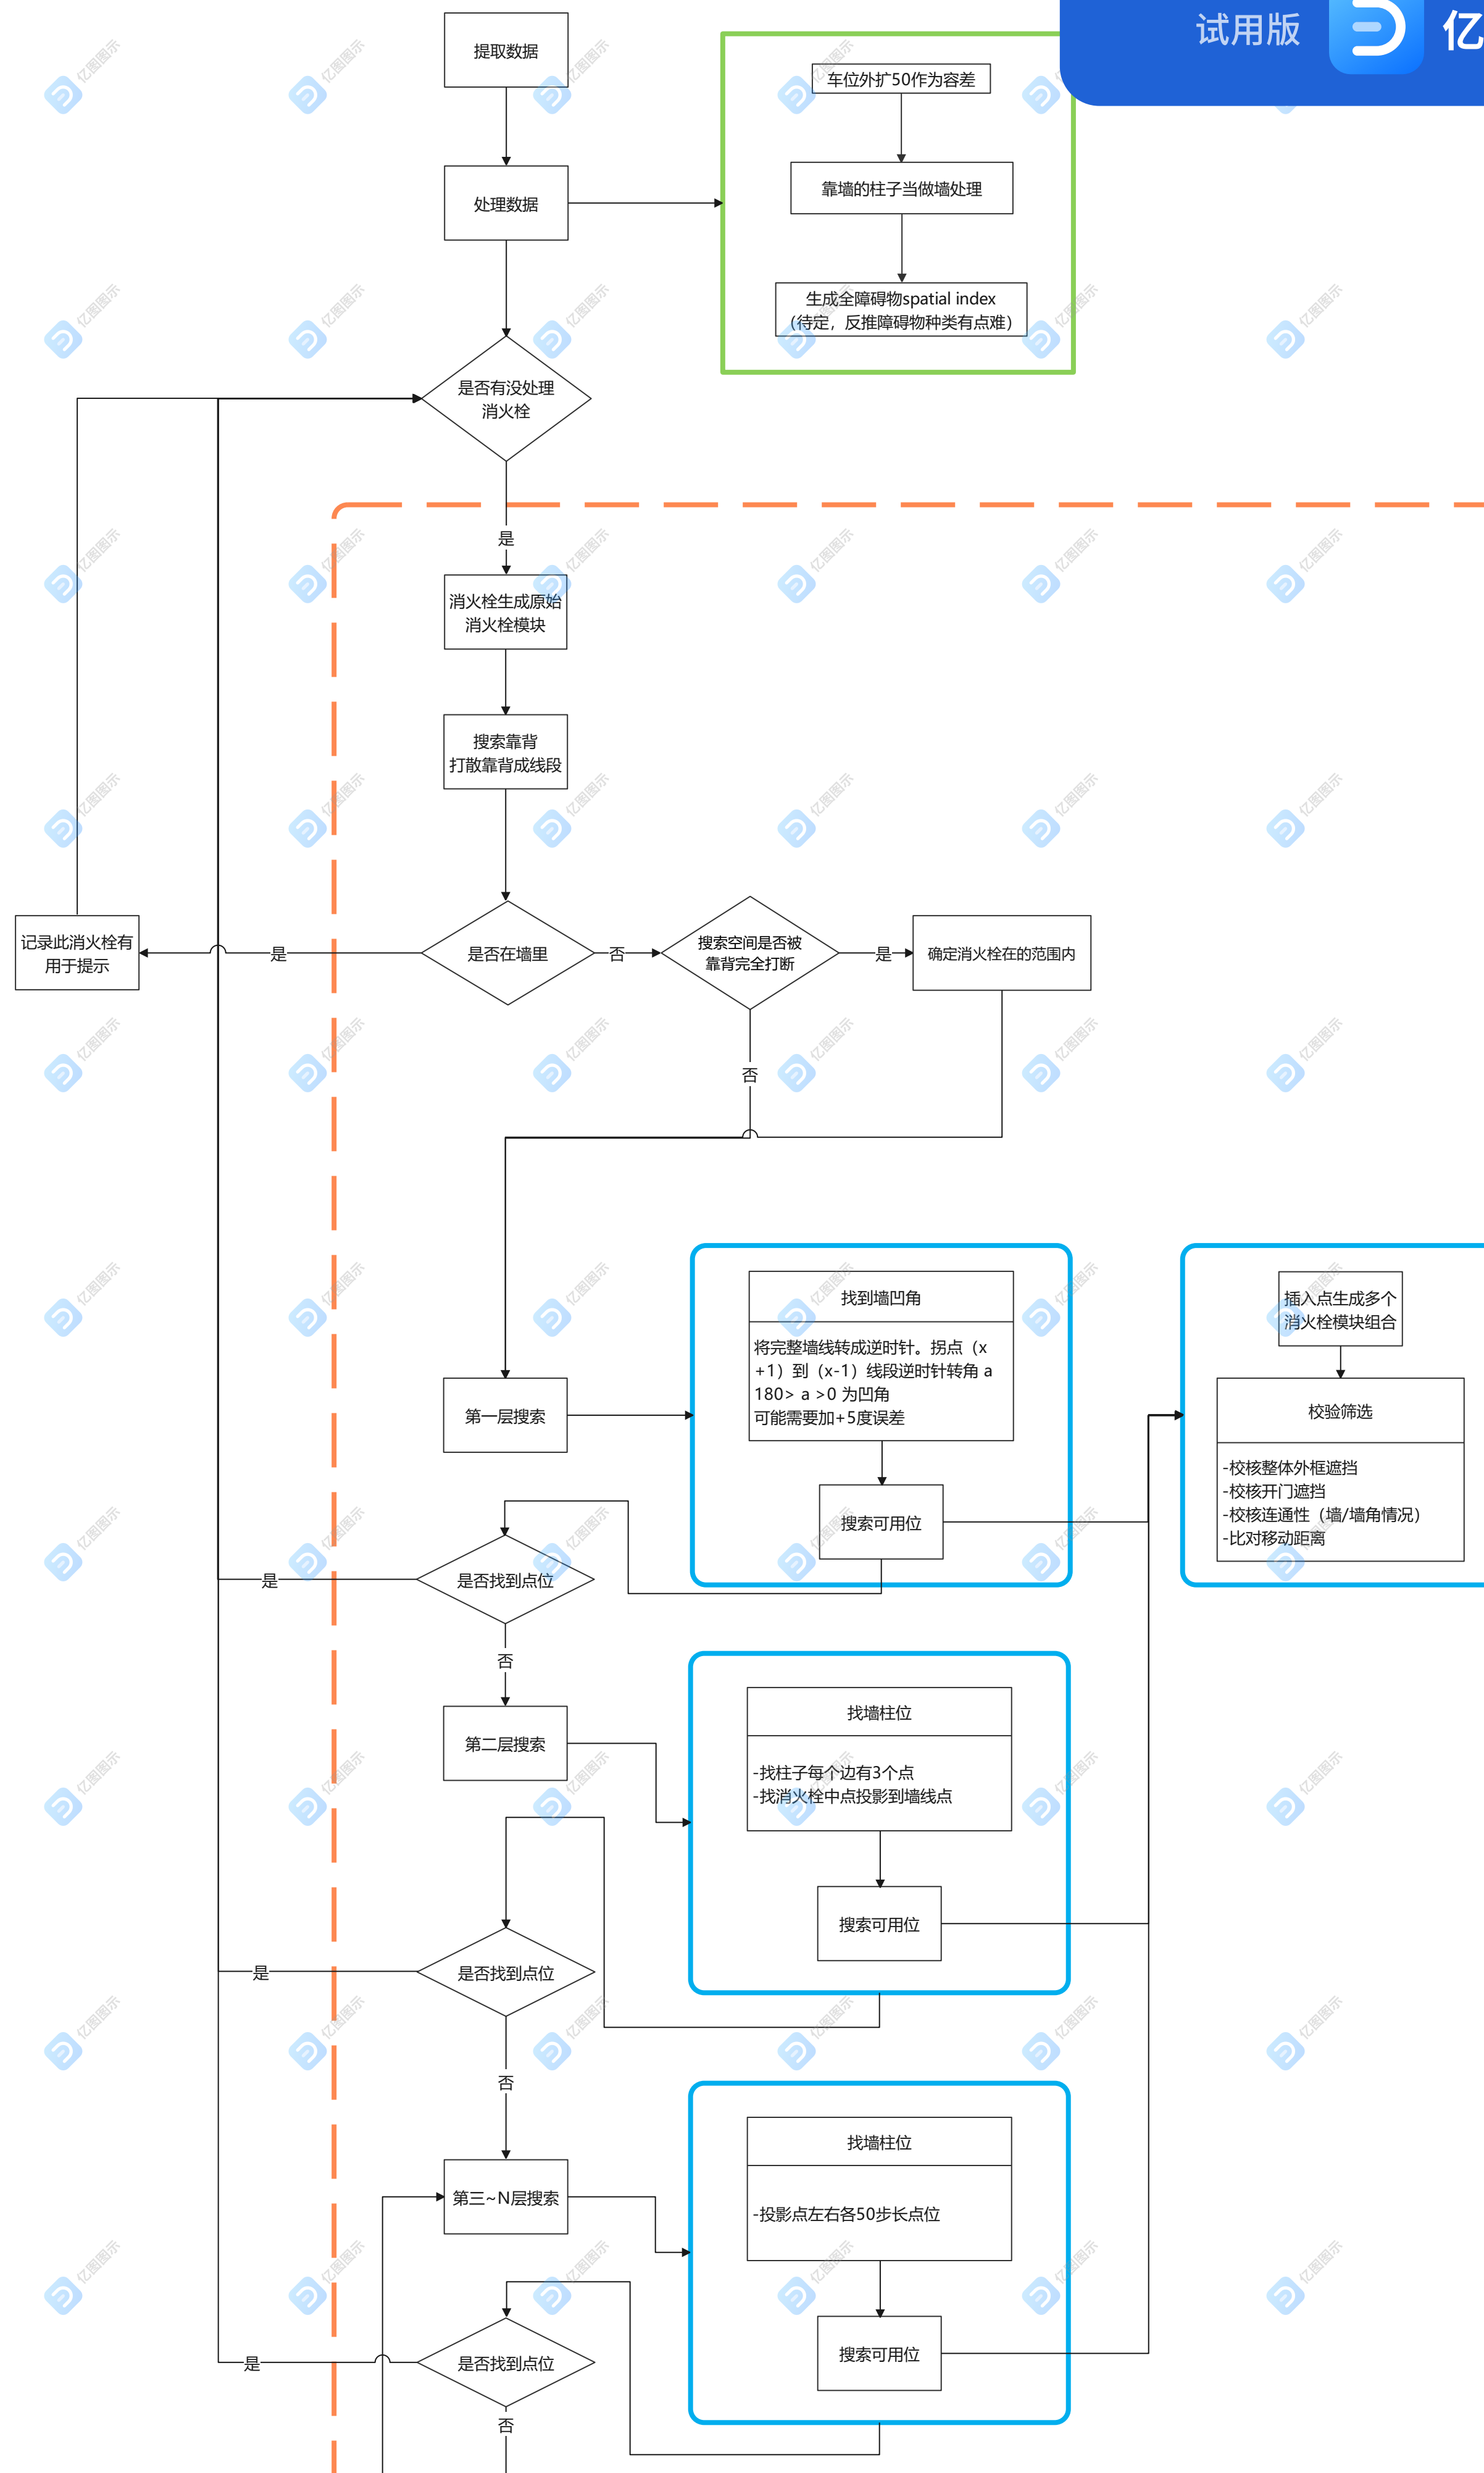 试用版
亿
提取数据
车位外扩50作为容差
处理数据
靠墙的柱子当做墙处理
生成全障碍物spatial index
（待定，反推障碍物种类有点难）
是否有没处理
消火栓
是
消火栓生成原始
消火栓模块
搜索靠背
打散靠背成线段
记录此消火栓有
用于提示
是
是否在墙里
否
搜索空间是否被
靠背完全打断
是
确定消火栓在的范围内
否
找到墙凹角
将完整墙线转成逆时针。拐点（x
+1）到（x-1）线段逆时针转角 a
180> a >0 为凹角
可能需要加+5度误差
插入点生成多个
消火栓模块组合
第一层搜索
校验筛选
-校核整体外框遮挡
-校核开门遮挡
-校核连通性（墙/墙角情况）
-比对移动距离
搜索可用位
是
是否找到点位
否
第二层搜索
找墙柱位
-找柱子每个边有3个点
-找消火栓中点投影到墙线点
搜索可用位
是
是否找到点位
否
第三~N层搜索
找墙柱位
-投影点左右各50步长点位
搜索可用位
是
是否找到点位
否
亿图图示